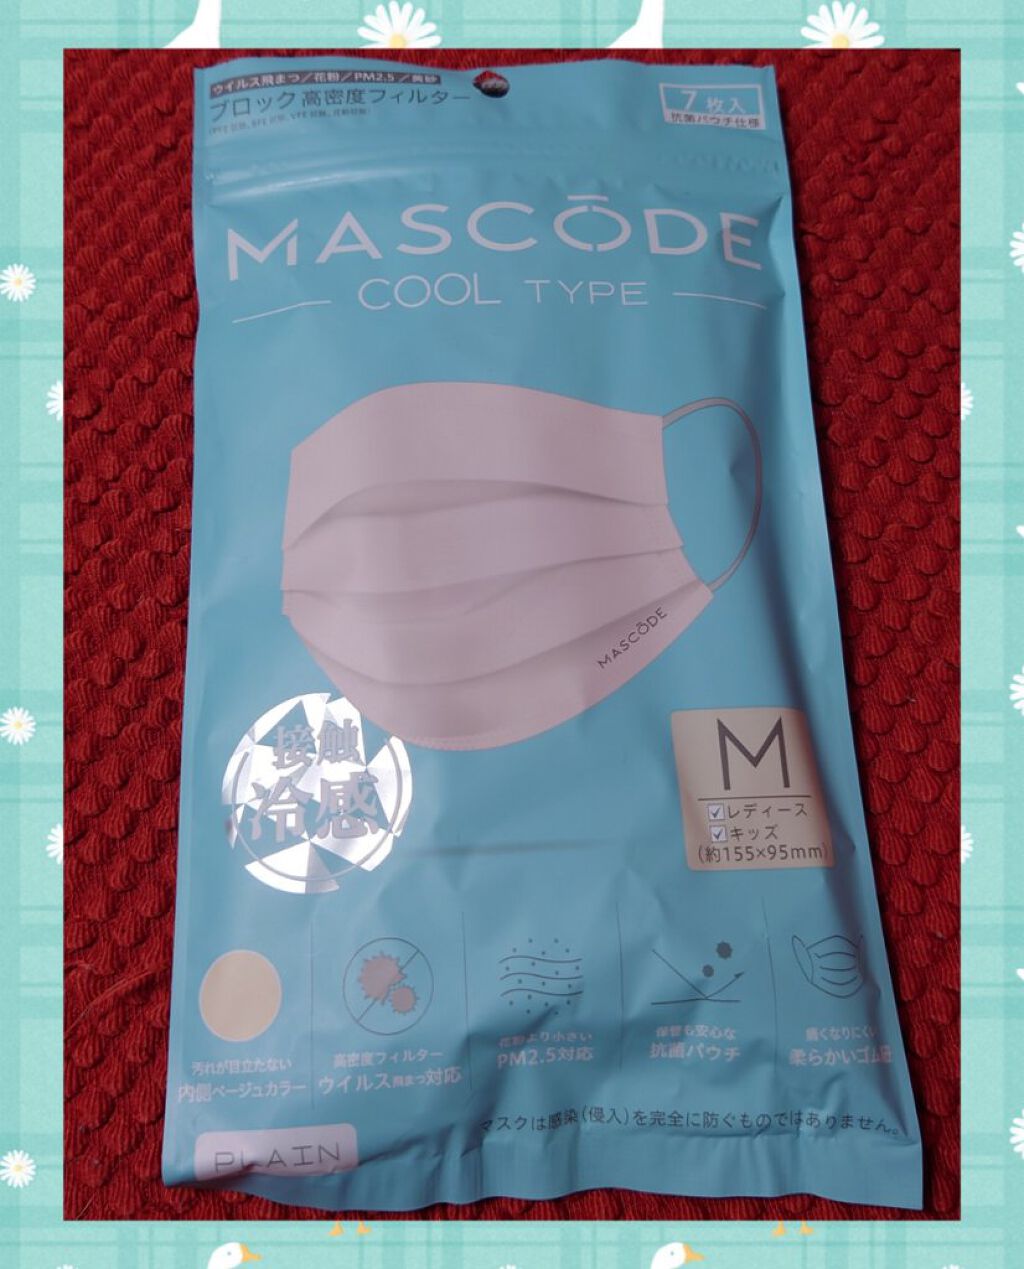 ウイルス飛まつ/花粉/PM2.5/黄砂
ブロック高密度フィルター
7枚入
抗菌パウチ仕様
MASCŌDE
COOL TYPE
MASCŌDE
接触
冷感
M
レディース
キッズ
(約155×95mm)
汚れが目立たない
内側ベージュカラー
高密度フィルター
ウイルス飛まつ対応
花粉より小さい
PM2.5対応
保管も安心な
抗菌パウチ
痛くなりにくい
柔らかいゴム紐
マスクは感染(侵入)を完全に防ぐものではありません。
PLAIN